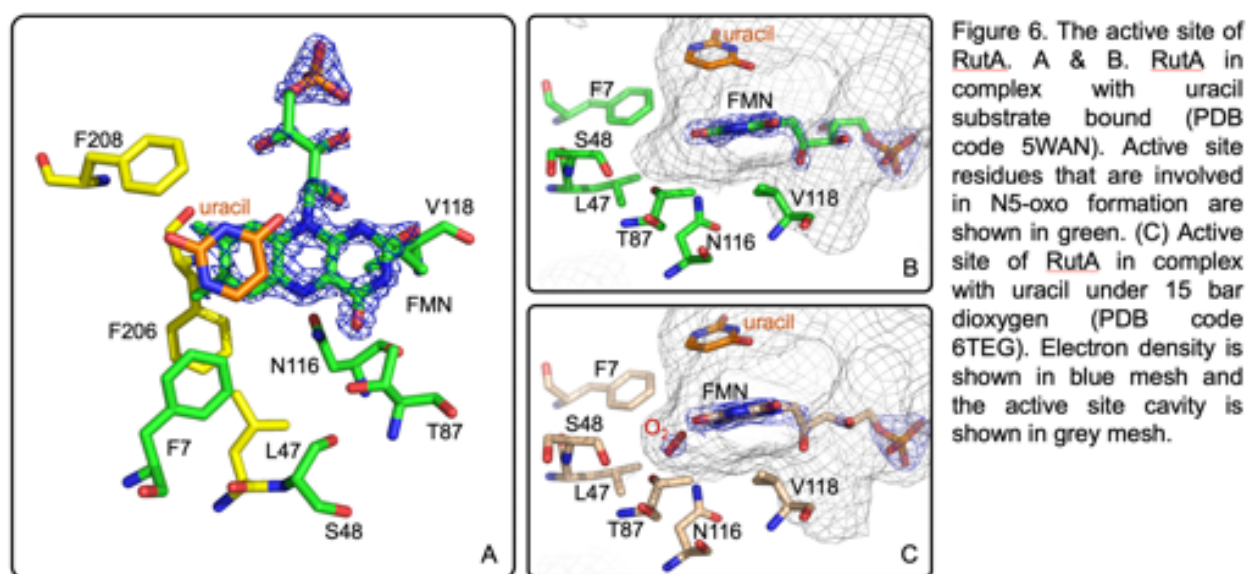 F208
uracil
V118
FMN
F206
N116
T87
F7
L47
S48
A
uracil
F7
FMN
S48
L47
V118
T87
N116
B
uracil
F7
FMN
S48
O2
L47
V118
T87
N116
C
Figure 6. The active site of
RutA. A & B. RutA in
complex with uracil
substrate bound (PDB
code 5WAN). Active site
residues that are involved
in N5-oxo formation are
shown in green. (C) Active
site of RutA in complex
with uracil under 15 bar
dioxygen (PDB code
6TEG). Electron density is
shown in blue mesh and
the active site cavity is
shown in grey mesh.